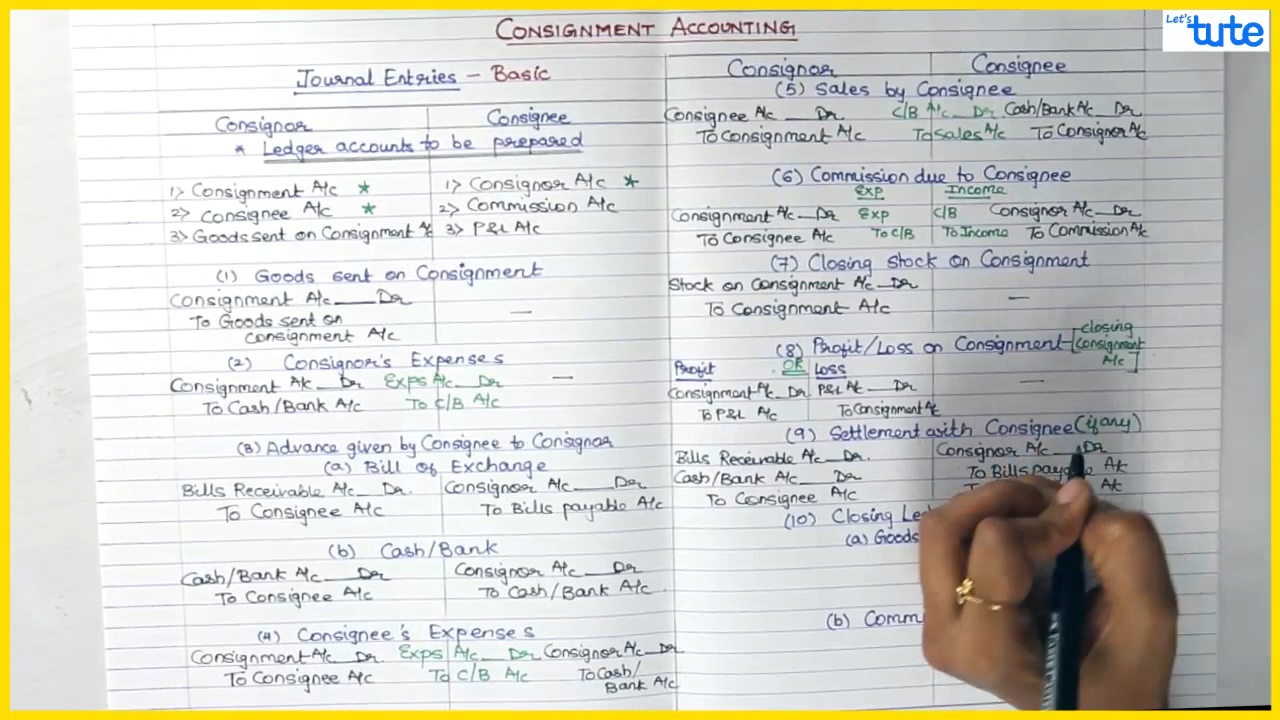 Let's
tute
CONSIGNMENT ACCOUNTING
Journal Entries - Basic
Consignor Consignee
* Ledger accounts to be prepared
1> Consignment A/c * 1> Consignor A/c *
2> Consignee A/c * 2> Commission A/c
3> Goods sent on Consignment A/c 3> P&L A/c
(1) Goods sent on Consignment
Consignment A/c Dr
To Goods sent on
consignment A/c
—
(2) Consignor's Expenses
Consignment A/c Dr Exps A/c Dr —
To Cash/Bank A/c To C/B A/c
(3) Advance given by Consignee to Consignor
(a) Bill of Exchange
Bills Receivable A/c Dr. Consignor A/c Dr
To Consignee A/c To Bills payable A/c
(b) Cash/Bank
Cash/Bank A/c Dr Consignor A/c Dr
To Consignee A/c To Cash/Bank A/c.
(4) Consignee's Expenses
Consignment A/c Dr. Exps A/c Dr Consignor A/c Dr
To Consignee A/c To C/B A/c To Cash/
Bank A/c
Consignor Consignee
(5) Sales by Consignee
Consignee A/c Dr C/B A/c Dr Cash/Bank A/c Dr
To Consignment A/c To Sales A/c To Consignor A/c
(6) Commission due to Consignee
Exp Income
Consignment A/c Dr Exp C/B Consignor A/c Dr
To Consignee A/c To C/B To Income To Commission A/c
(7) Closing Stock on Consignment
Stock on Consignment A/c Dr
To Consignment A/c —
(8) Profit/Loss on Consignment [closing
Consignment
A/c]
Profit OR Loss
Consignment A/c Dr P&L A/c Dr —
To P&L A/c To Consignment A/c
(9) Settlement with Consignee (if any)
Bills Receivable A/c Dr. Consignor A/c Dr
Cash/Bank A/c Dr To Bills A/c
To Consignee A/c A/c
(10) Closing
(a) Goods
(b)